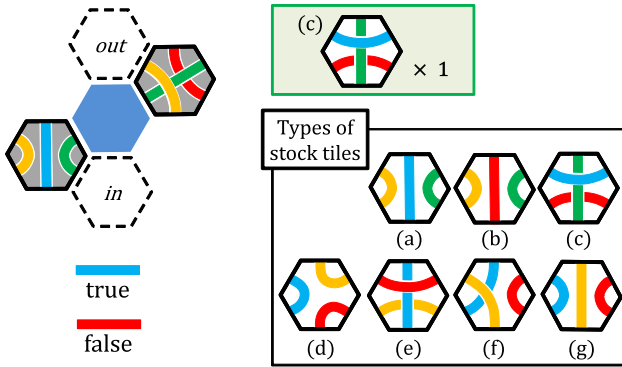 out
in
true
false
(c)
× 1
Types of
stock tiles
(a) (b) (c)
(d) (e) (f) (g)